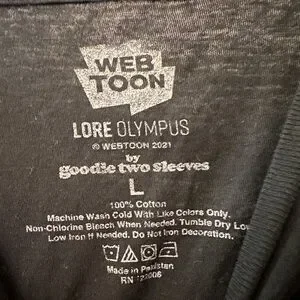 WEB
TOON
LORE OLYMPUS
© WEBTOON 2021
by
goodie two sleeves
L
100% Cotton
Machine Wash Cold With Like Colors Only.
Non-Chlorine Bleach When Needed. Tumble Dry Low
Low Iron If Needed. Do Not Iron Decoration.
Made in Pakistan
RN